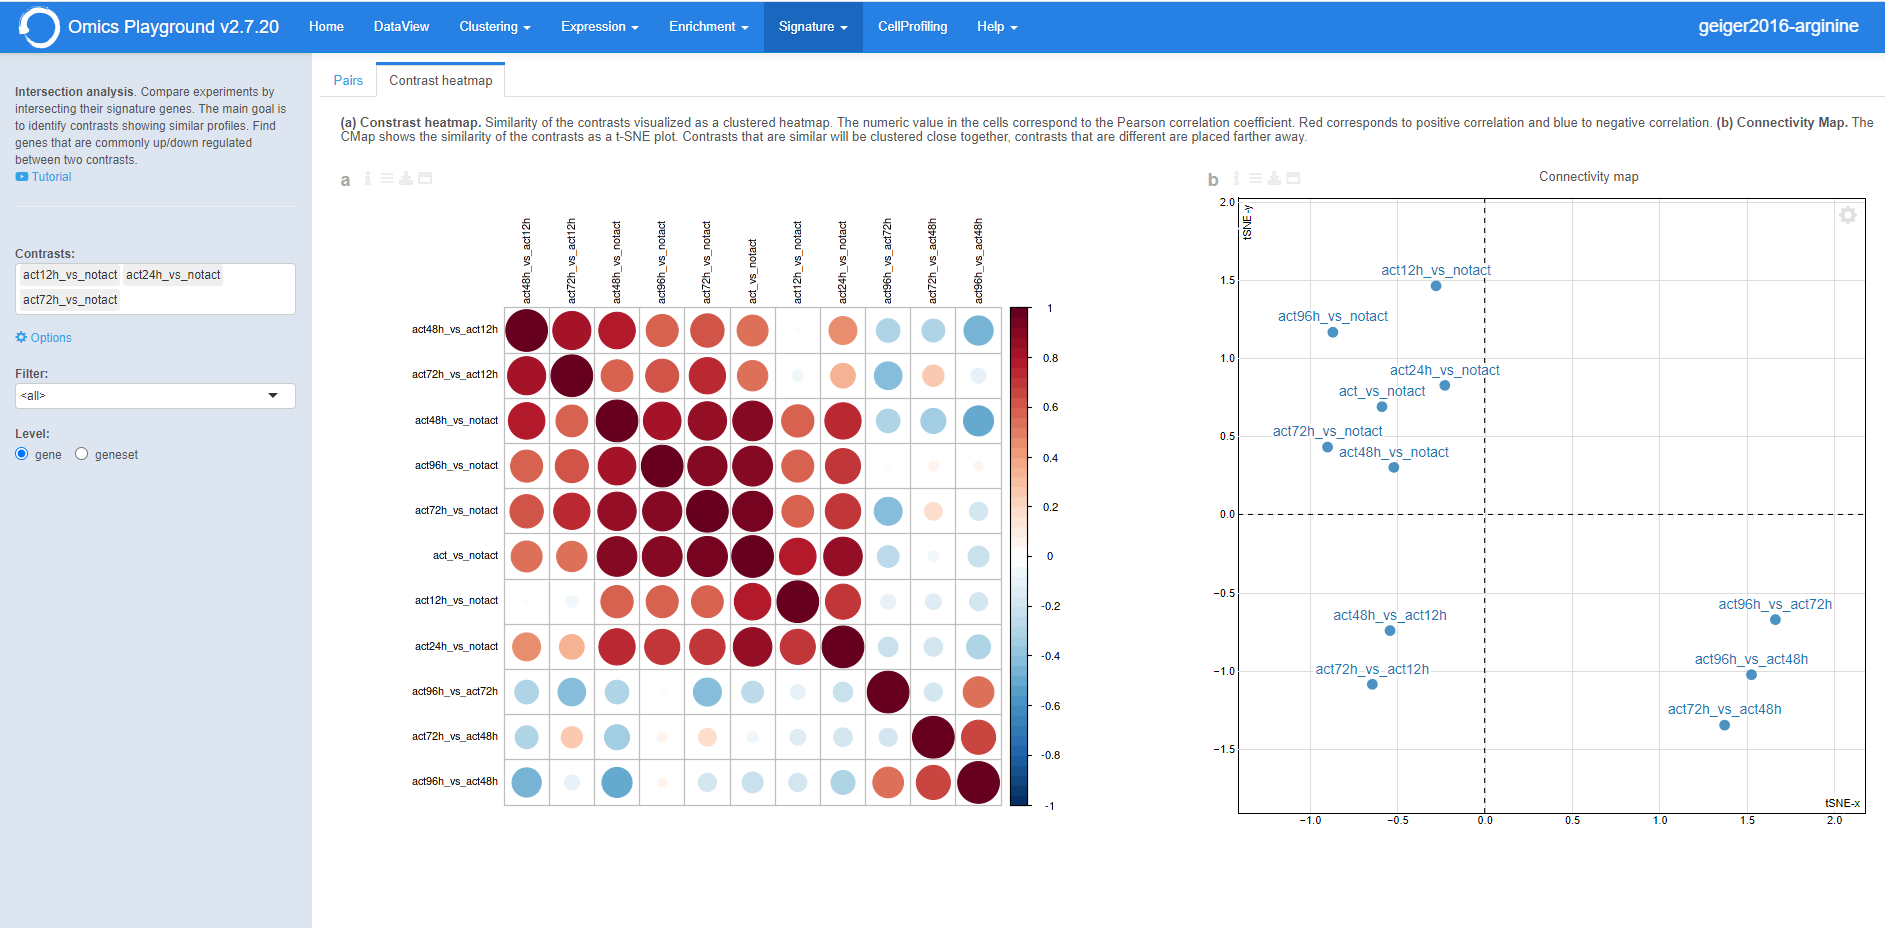 Omics Playground v2.7.20 Home DataView Clustering Expression Enrichment Signature CellProfiling Help geiger2016-arginine
Intersection analysis. Compare experiments by
intersecting their signature genes. The main goal is
to identify contrasts showing similar profiles. Find
genes that are commonly up/down regulated
between two contrasts.
Tutorial
Contrasts:
act12h_vs_notact act24h_vs_notact
act72h_vs_notact
Options
Filter:
<all>
Level:
gene geneset
Pairs Contrast heatmap
(a) Constrast heatmap. Similarity of the contrasts visualized as a clustered heatmap. The numeric value in the cells correspond to the Pearson correlation coefficient. Red corresponds to positive correlation and blue to negative correlation. (b) Connectivity Map. The
CMap shows the similarity of the contrasts as a t-SNE plot. Contrasts that are similar will be clustered close together, contrasts that are different are placed farther away.
a
act48h_vs_act12h
act72h_vs_act12h
act48h_vs_notact
act96h_vs_notact
act72h_vs_notact
act_vs_notact
act12h_vs_notact
act24h_vs_notact
act96h_vs_act72h
act72h_vs_act48h
act96h_vs_act48h
act48h_vs_act12h
act72h_vs_act12h
act48h_vs_notact
act96h_vs_notact
act72h_vs_notact
act_vs_notact
act12h_vs_notact
act24h_vs_notact
act96h_vs_act72h
act72h_vs_act48h
act96h_vs_act48h
1
0.8
0.6
0.4
0.2
0
-0.2
-0.4
-0.6
-0.8
-1
b
Connectivity map
tSNE-y
2.0
1.5
1.0
0.5
0.0
−0.5
−1.0
−1.5
act12h_vs_notact
act96h_vs_notact
act24h_vs_notact
act_vs_notact
act72h_vs_notact
act48h_vs_notact
act96h_vs_act72h
act48h_vs_act12h
act96h_vs_act48h
act72h_vs_act12h
act72h_vs_act48h
tSNE-x
−1.0 −0.5 0.0 0.5 1.0 1.5 2.0